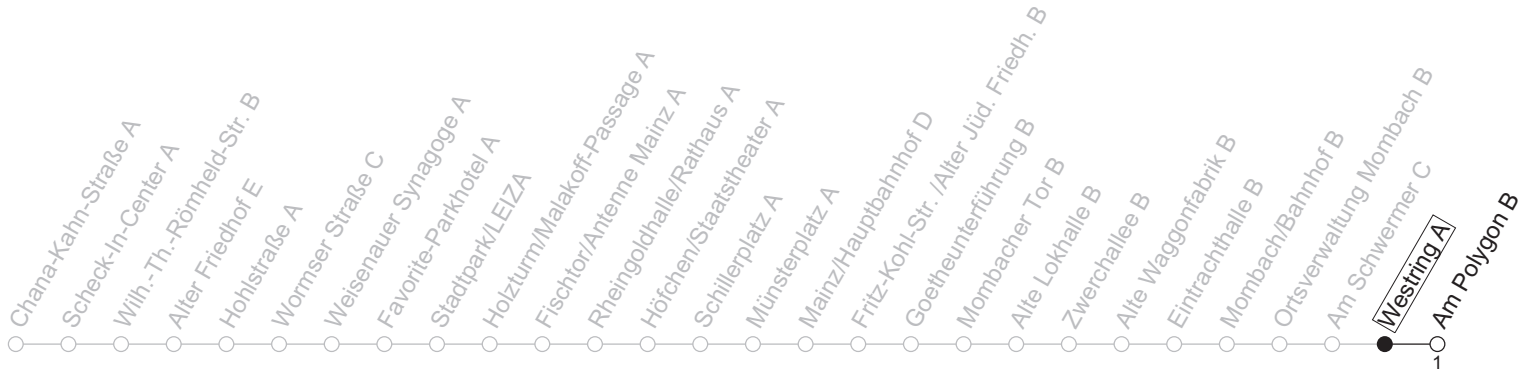 Chana-Kahn-Straße A
Scheck-In-Center A
Wilh.-Th.-Römheld-Str. B
Alter Friedhof E
Hohlstraße A
Wormser Straße C
Weisenauer Synagoge A
Favorite-Parkhotel A
Stadtpark/LEIZA
Holzturm/Malakoff-Passage A
Fischtor/Antenne Mainz A
Rheingoldhalle/Rathaus A
Höfchen/Staatstheater A
Schillerplatz A
Münsterplatz A
Mainz/Hauptbahnhof D
Fritz-Kohl-Str. /Alter Jüd. Friedh. B
Goetheunterführung B
Mombacher Tor B
Alte Lokhalle B
Zwerchallee B
Alte Waggonfabrik B
Eintrachthalle B
Mombach/Bahnhof B
Ortsverwaltung Mombach B
Am Schwermer C
Westring A
Am Polygon B
1